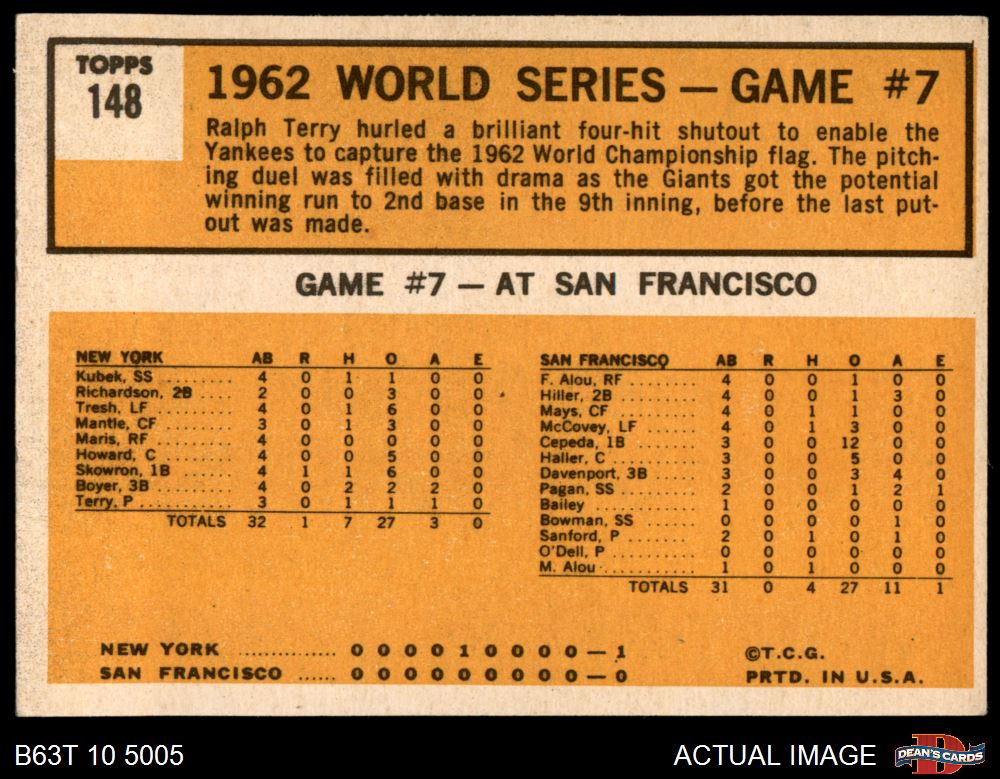 TOPPS
148
1962 WORLD SERIES — GAME #7
Ralph Terry hurled a brilliant four-hit shutout to enable the
Yankees to capture the 1962 World Championship flag. The pitch-
ing duel was filled with drama as the Giants got the potential
winning run to 2nd base in the 9th inning, before the last put-
out was made.
GAME #7 — AT SAN FRANCISCO
NEW YORK AB R H O A E
Kubek, SS ........ 4 0 1 1 0 0
Richardson, 2B .... 2 0 0 3 0 0
Tresh, LF ........ 4 0 1 6 0 0
Mantle, CF ....... 3 0 1 3 0 0
Maris, RF ........ 4 0 0 0 0 0
Howard, C ........ 4 0 0 5 0 0
Skowron, 1B ...... 4 1 1 6 0 0
Boyer, 3B ........ 4 0 2 2 2 0
Terry, P ......... 3 0 1 1 1 0
TOTALS 32 1 7 27 3 0
SAN FRANCISCO AB R H O A E
F. Alou, RF ........ 4 0 0 1 0 0
Hiller, 2B ......... 4 0 0 1 3 0
Mays, CF .......... 4 0 1 1 0 0
McCovey, LF ....... 4 0 1 3 0 0
Cepeda, 1B ........ 3 0 0 12 0 0
Haller, C .......... 3 0 0 5 0 0
Davenport, 3B ..... 3 0 0 3 4 0
Pagan, SS ......... 2 0 0 1 2 1
Bailey ............ 1 0 0 0 0 0
Bowman, SS ....... 0 0 0 0 1 0
Sanford, P ........ 2 0 1 0 1 0
O'Dell, P .......... 0 0 0 0 0 0
M. Alou ........... 1 0 1 0 0 0
TOTALS 31 0 4 27 11 1
NEW YORK .............. 0 0 0 0 1 0 0 0 0 — 1
SAN FRANCISCO ...... 0 0 0 0 0 0 0 0 0 — 0
©T.C.G.
PRTD. IN U.S.A.
B63T 10 5005
ACTUAL IMAGE
D
DEAN'S CARDS